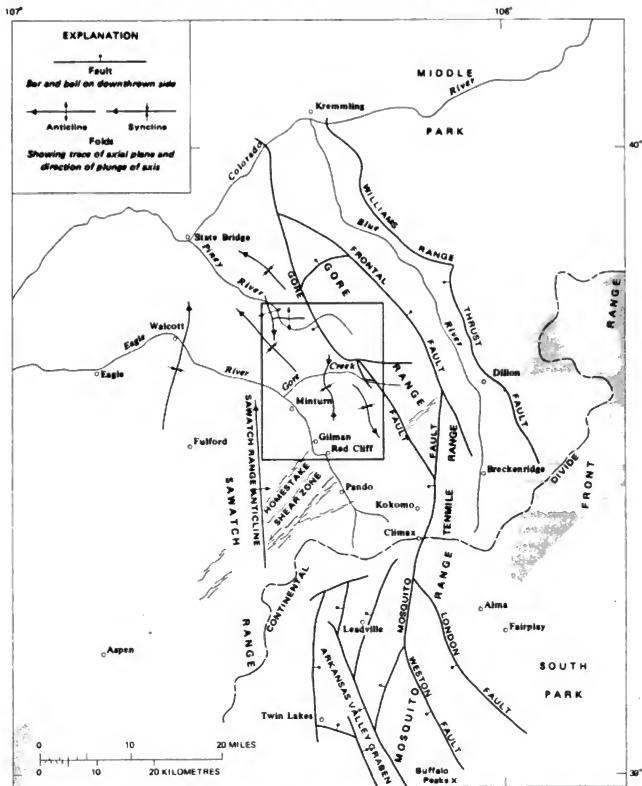 107°
106°
EXPLANATION
Fault
Bar and ball on downthrown side
Anticline
Syncline
Folds
Showing trace of axial plane and
direction of plunge of axis
MIDDLE
River
PARK
Kremmling
40°
Colorado
WILLIAMS
RANGE
THRUST
FAULT
Blue
River
State Bridge
Piney
River
GORE
FAULT
GORE
RANGE
FRONTAL
FAULT
RANGE
Walcott
Eagle
River
Eagle
Gore
Creek
Dillon
Minturn
Gilman
Red Cliff
Fulford
SAWATCH RANGE ANTICLINE
HOMESTAKE
SHEAR ZONE
Pando
Kokomo
TENMILE
RANGE
Breckenridge
DIVIDE
FRONT
SAWATCH
RANGE
Climax
CONTINENTAL
MOSQUITO
FAULT
RANGE
LONDON
FAULT
Alma
Fairplay
Leadville
Aspen
SOUTH
PARK
ARKANSAS VALLEY GRABEN
MOSQUITO
WESTON
FAULT
Twin Lakes
Buffalo
Peaks X
0 10 20 MILES
0 10 20 KILOMETRES
39°